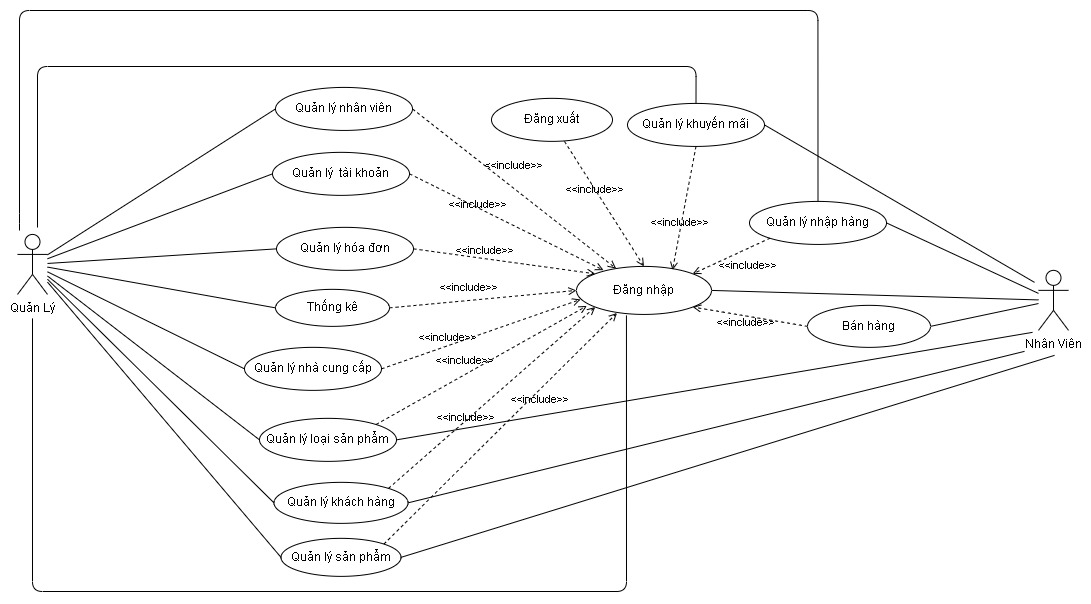 Quản lý nhân viên
Đăng xuất
Quản lý khuyến mãi
<<include>>
Quản lý tài khoản
<<include>>
<<include>>
<<include>>
Quản lý nhập hàng
Quản lý hóa đơn
<<include>>
<<include>>
Quản Lý
Thống kê
<<include>>
Đăng nhập
<<include>>
Bán hàng
Nhân Viên
Quản lý nhà cung cấp
<<include>>
<<include>>
<<include>>
<<include>>
Quản lý loại sản phẩm
Quản lý khách hàng
Quản lý sản phẩm